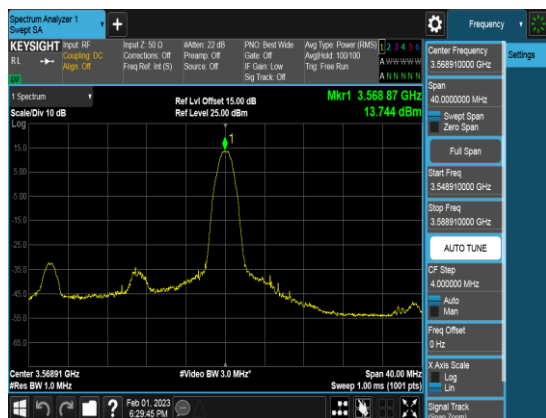 Spectrum Analyzer 1
Swept SA
+
Frequency
KEYSIGHT
Input: RF
Coupling: DC
Align: Off
Input Z: 50 Ω
Corrections: Off
Freq Ref: Int (S)
#Atten: 22 dB
Preamp: Off
Source: Off
PNO: Best Wide
Gate: Off
IF Gain: Low
Sig Track: Off
Avg Type: Power (RMS)
Avg|Hold: 100/100
Trig: Free Run
1 2 3 4 5 6
A W W W W W
A N N N N N
R L
1 Spectrum
Scale/Div 10 dB
Log
Ref Lvl Offset 15.00 dB
Ref Level 25.00 dBm
Mkr1 3.568 87 GHz
13.744 dBm
1
15.0
5.00
-5.00
-15.0
-25.0
-35.0
-45.0
-55.0
-65.0
Center 3.56891 GHz
#Res BW 1.0 MHz
#Video BW 3.0 MHz*
Span 40.00 MHz
Sweep 1.00 ms (1001 pts)
Center Frequency
3.568910000 GHz
Span
40.0000000 MHz
Swept Span
Zero Span
Full Span
Start Freq
3.548910000 GHz
Stop Freq
3.588910000 GHz
AUTO TUNE
CF Step
4.000000 MHz
Auto
Man
Freq Offset
0 Hz
X Axis Scale
Log
Lin
Signal Track
(Span Zoom)
Settings
?
Feb 01, 2023
6:29:45 PM